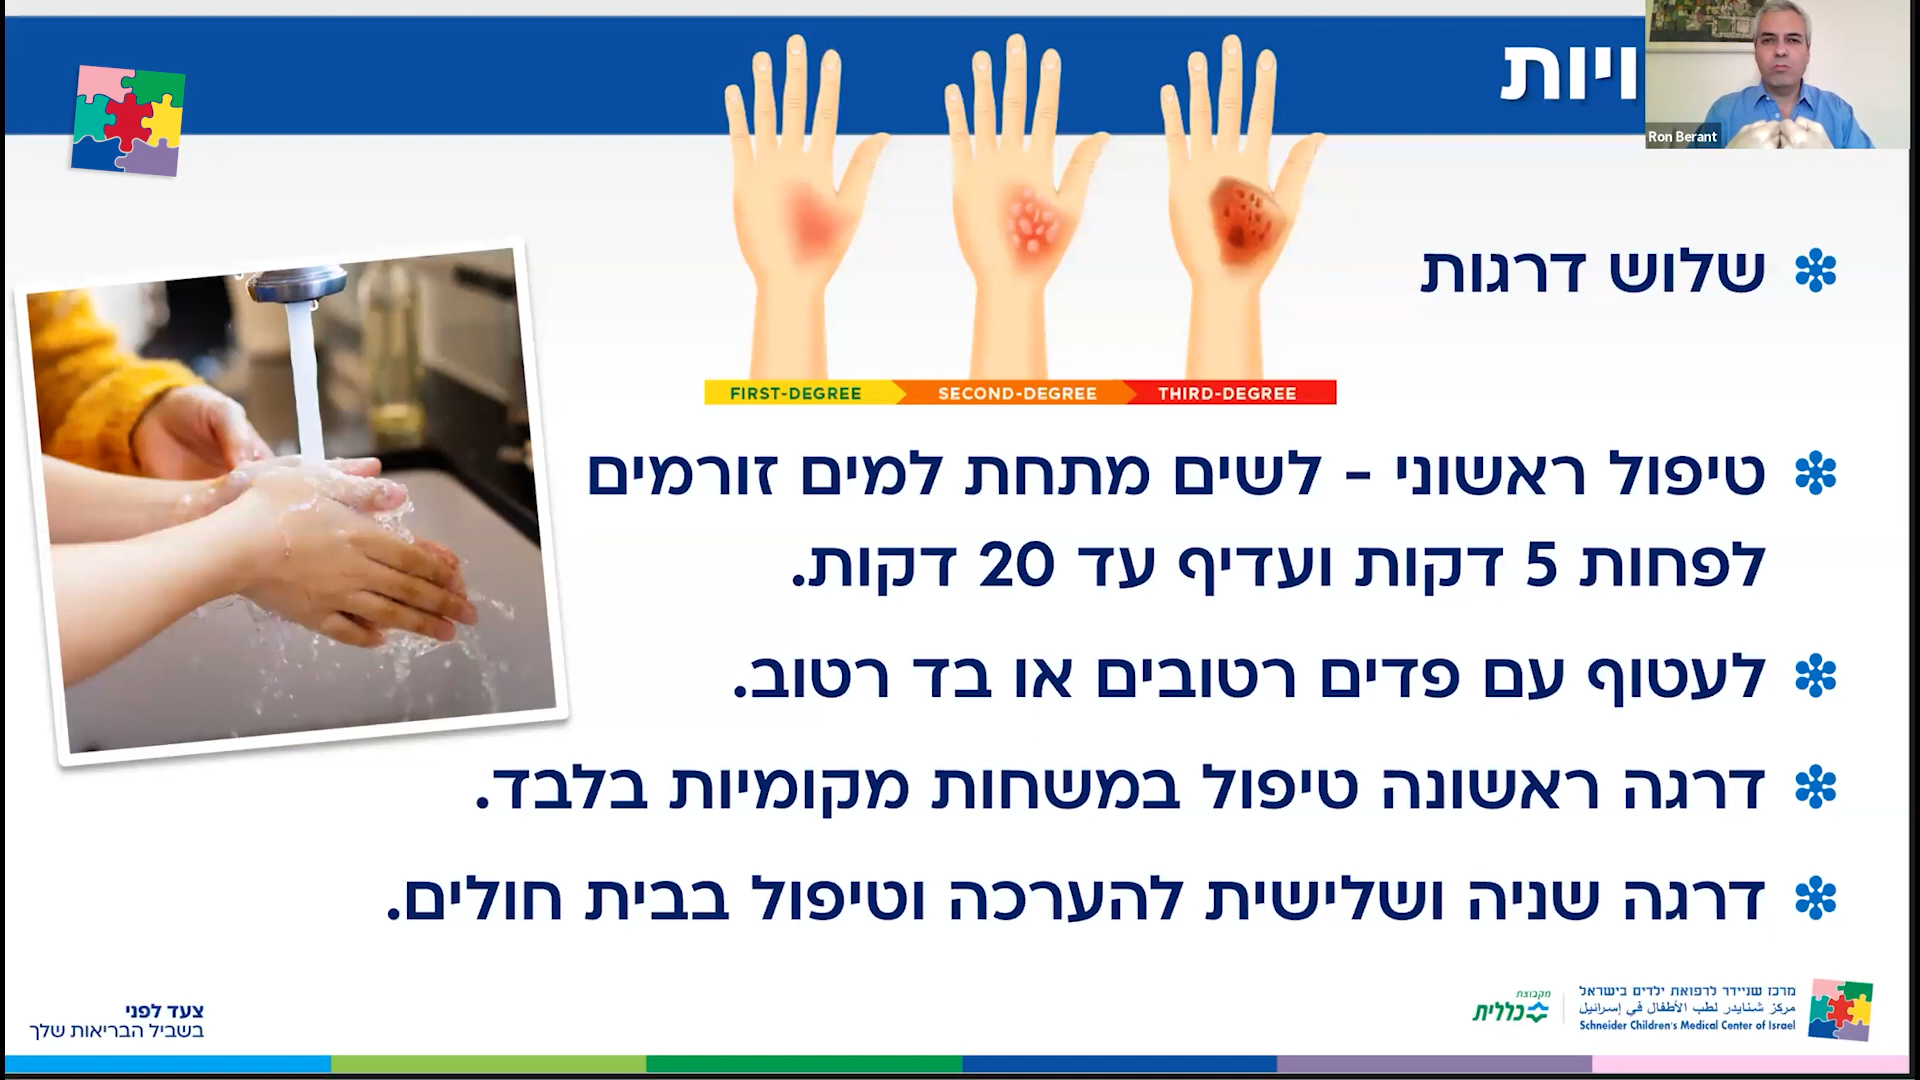 ויות
Ron Berant
שלוש דרגות
FIRST-DEGREE SECOND-DEGREE THIRD-DEGREE
טיפול ראשוני - לשים מתחת למים זורמים
לפחות 5 דקות ועדיף עד 20 דקות.
לעטוף עם פדים רטובים או בד רטוב.
דרגה ראשונה טיפול במשחות מקומיות בלבד.
דרגה שניה ושלישית להערכה וטיפול בבית חולים.
מרכז שניידר לרפואת ילדים בישראל
مركز شنايدر لطب الأطفال في إسرائيل
Schneider Children's Medical Center of Israel
מקבוצת
כללית
צעד לפני
בשביל הבריאות שלך